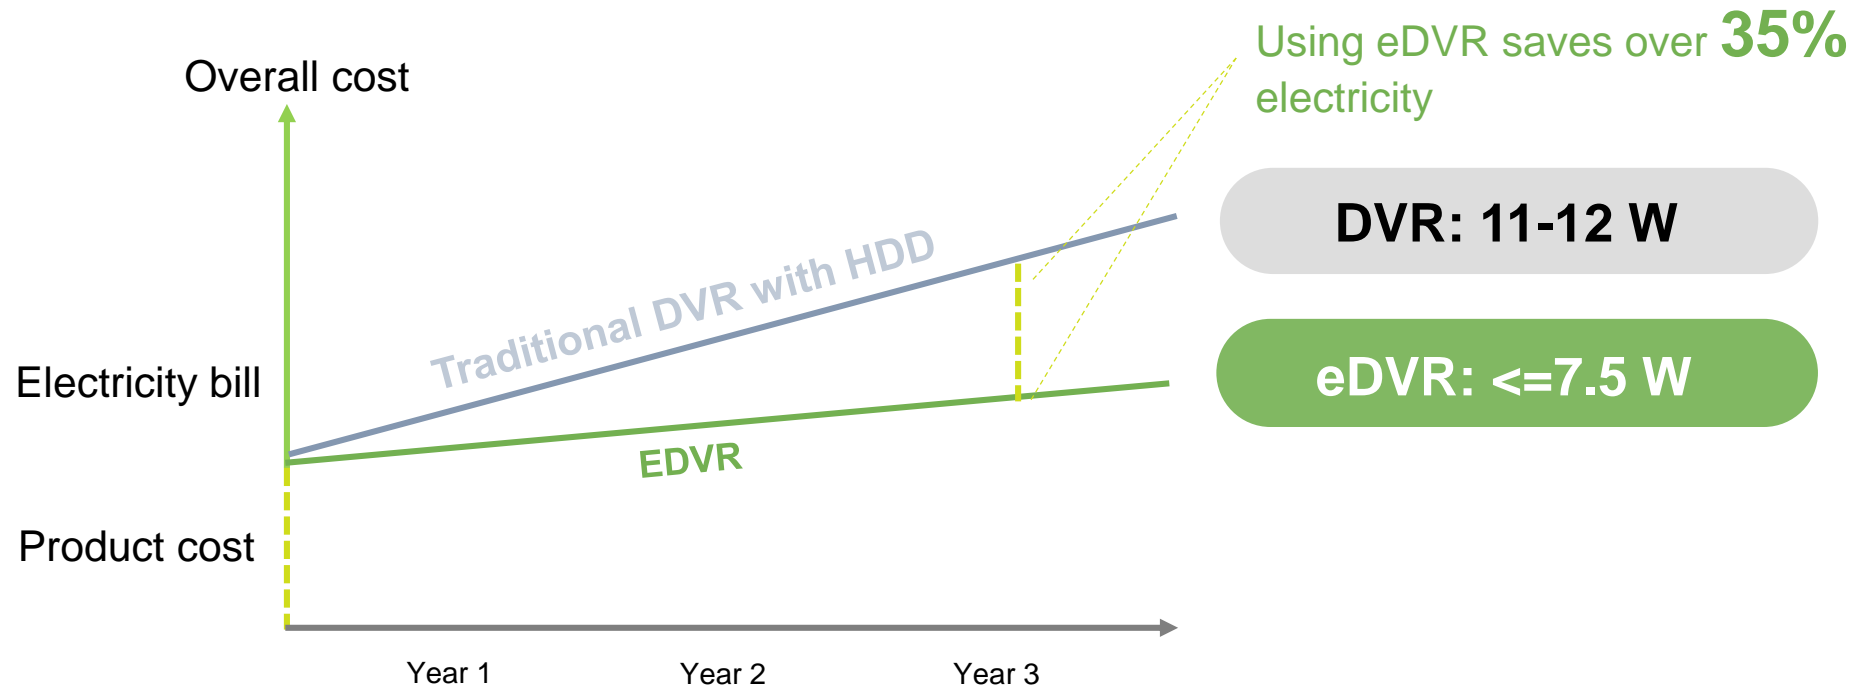 Using eDVR saves over 35%
electricity
Overall cost
DVR: 11-12 W
Traditional DVR with HDD
eDVR: <=7.5 W
Electricity bill
EDVR
Product cost
Year 1
Year 2
Year 3